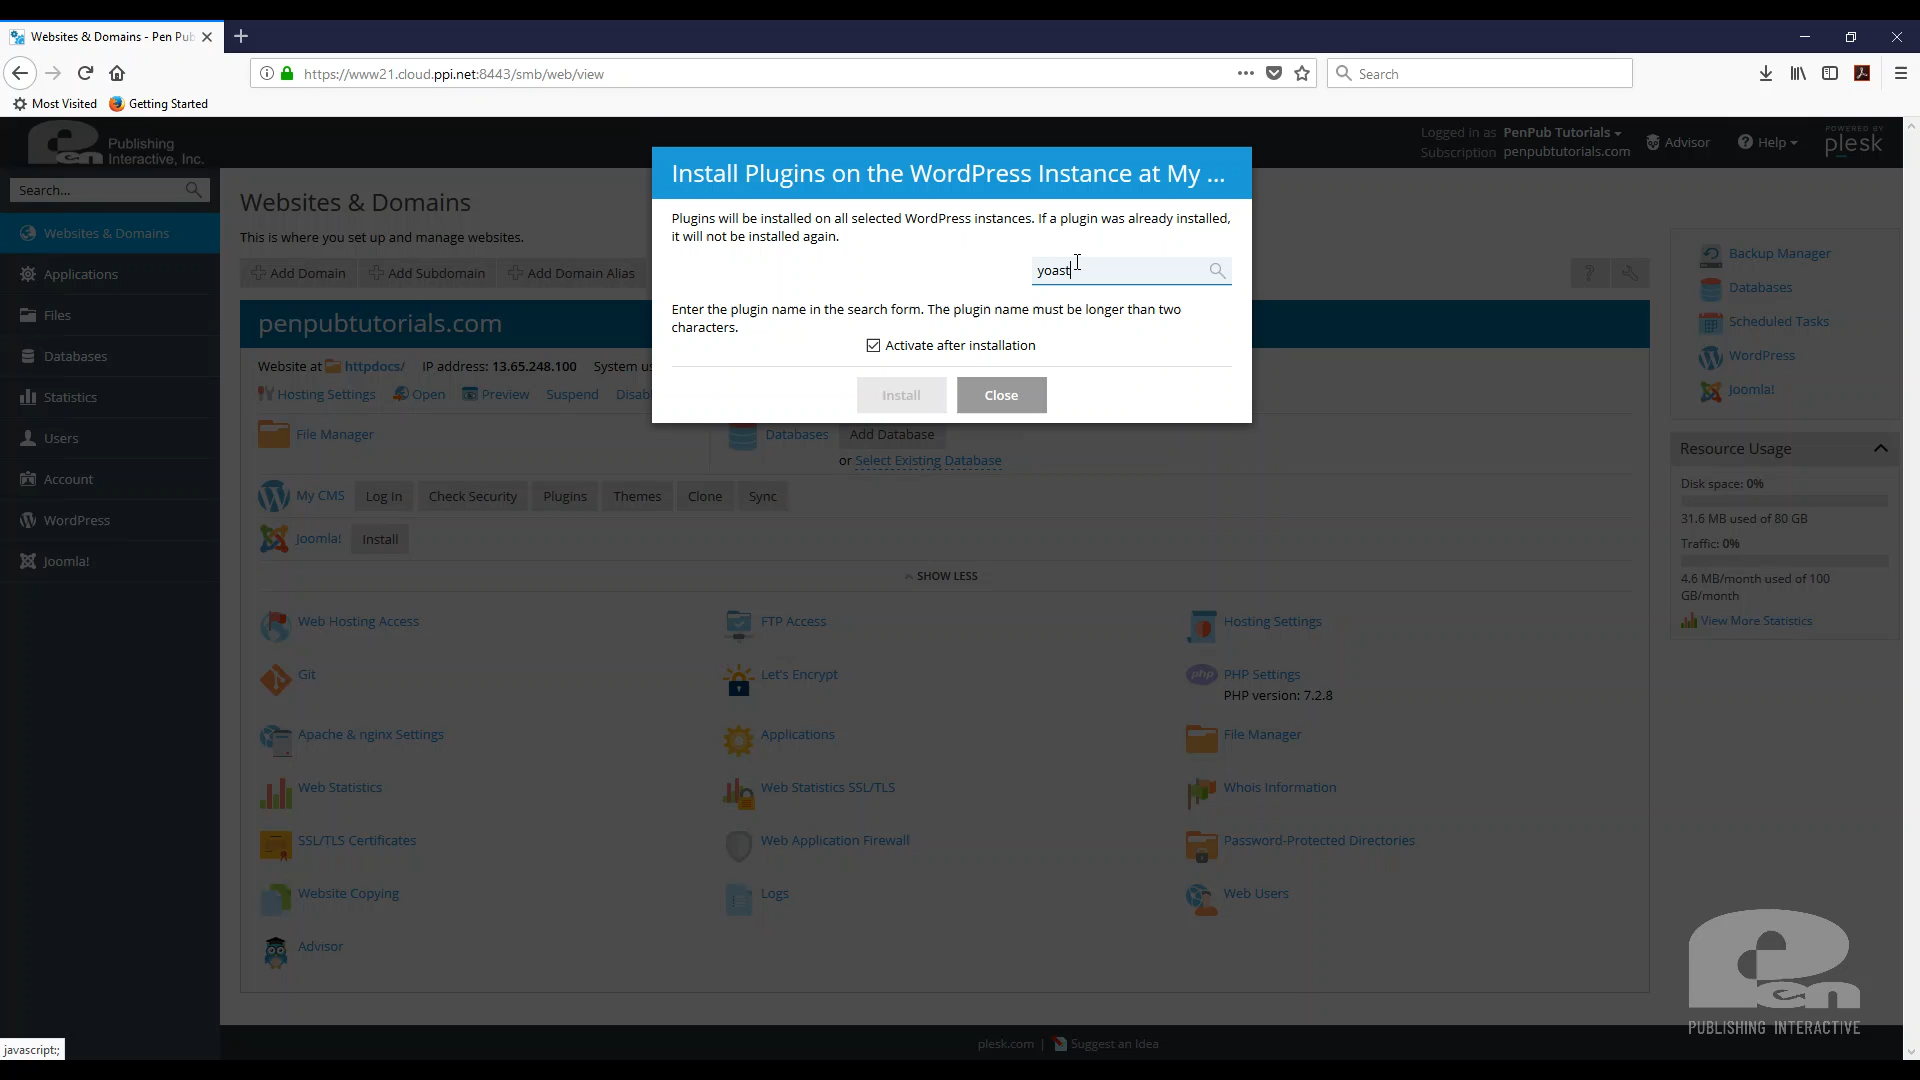 Websites & Domains - Pen Pub
https://www21.cloud.ppi.net:8443/smb/web/view
Search
Most Visited
Getting Started
Publishing
Interactive, Inc.
Logged in as PenPub Tutorials
Subscription penpubtutorials.com
Advisor
Help
POWERED BY
plesk
Search...
Websites & Domains
Applications
Files
Databases
Statistics
Users
Account
WordPress
Joomla!
Websites & Domains
This is where you set up and manage websites.
Add Domain
Add Subdomain
Add Domain Alias
?
penpubtutorials.com
Website at httpdocs/ IP address: 13.65.248.100 System us
Hosting Settings
Open
Preview
Suspend
Disab
Install Plugins on the WordPress Instance at My ...
Plugins will be installed on all selected WordPress instances. If a plugin was already installed,
it will not be installed again.
yoast
Enter the plugin name in the search form. The plugin name must be longer than two
characters.
Activate after installation
Install
Close
File Manager
Databases
Add Database
or Select Existing Database
My CMS
Log In
Check Security
Plugins
Themes
Clone
Sync
Joomla!
Install
SHOW LESS
Web Hosting Access
FTP Access
Hosting Settings
Git
Let's Encrypt
php
PHP Settings
PHP version: 7.2.8
Apache & nginx Settings
Applications
File Manager
Web Statistics
Web Statistics SSL/TLS
Whois Information
SSL/TLS Certificates
Web Application Firewall
Password-Protected Directories
Website Copying
Logs
Web Users
Advisor
Backup Manager
Databases
Scheduled Tasks
WordPress
Joomla!
Resource Usage
Disk space: 0%
31.6 MB used of 80 GB
Traffic: 0%
4.6 MB/month used of 100
GB/month
View More Statistics
Pen
PUBLISHING INTERACTIVE
plesk.com | Suggest an Idea
javascript:;